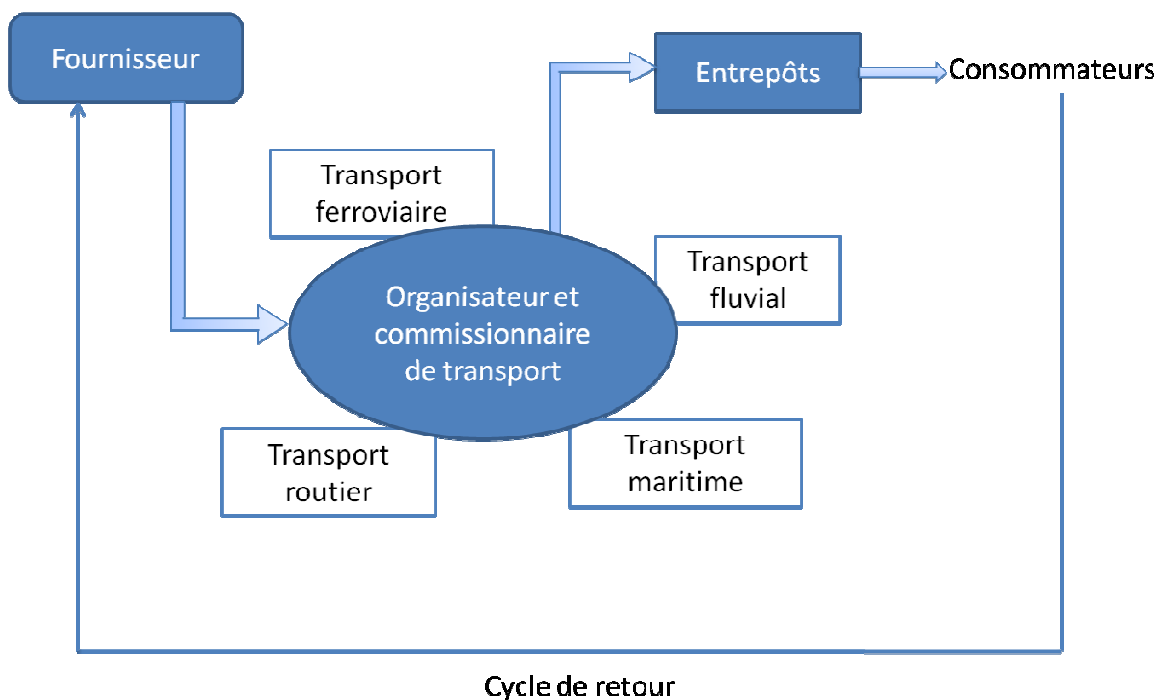 Fournisseur
Entrepôts
Consommateurs
Transport
ferroviaire
Transport
fluvial
Organisateur et
commissionnaire
de transport
Transport
routier
Transport
maritime
Cycle de retour